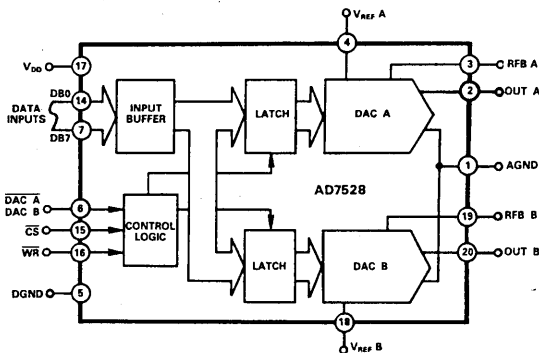 VREF A
4
VDD
17
3
RFB A
DB0
14
2
OUT A
DATA
INPUTS
INPUT
BUFFER
LATCH
DAC A
7
DB7
1
AGND
AD7528
DAC A
DAC B
6
CONTROL
LOGIC
19
RFB B
CS
15
WR
16
LATCH
DAC B
20
OUT B
DGND
5
18
VREF B